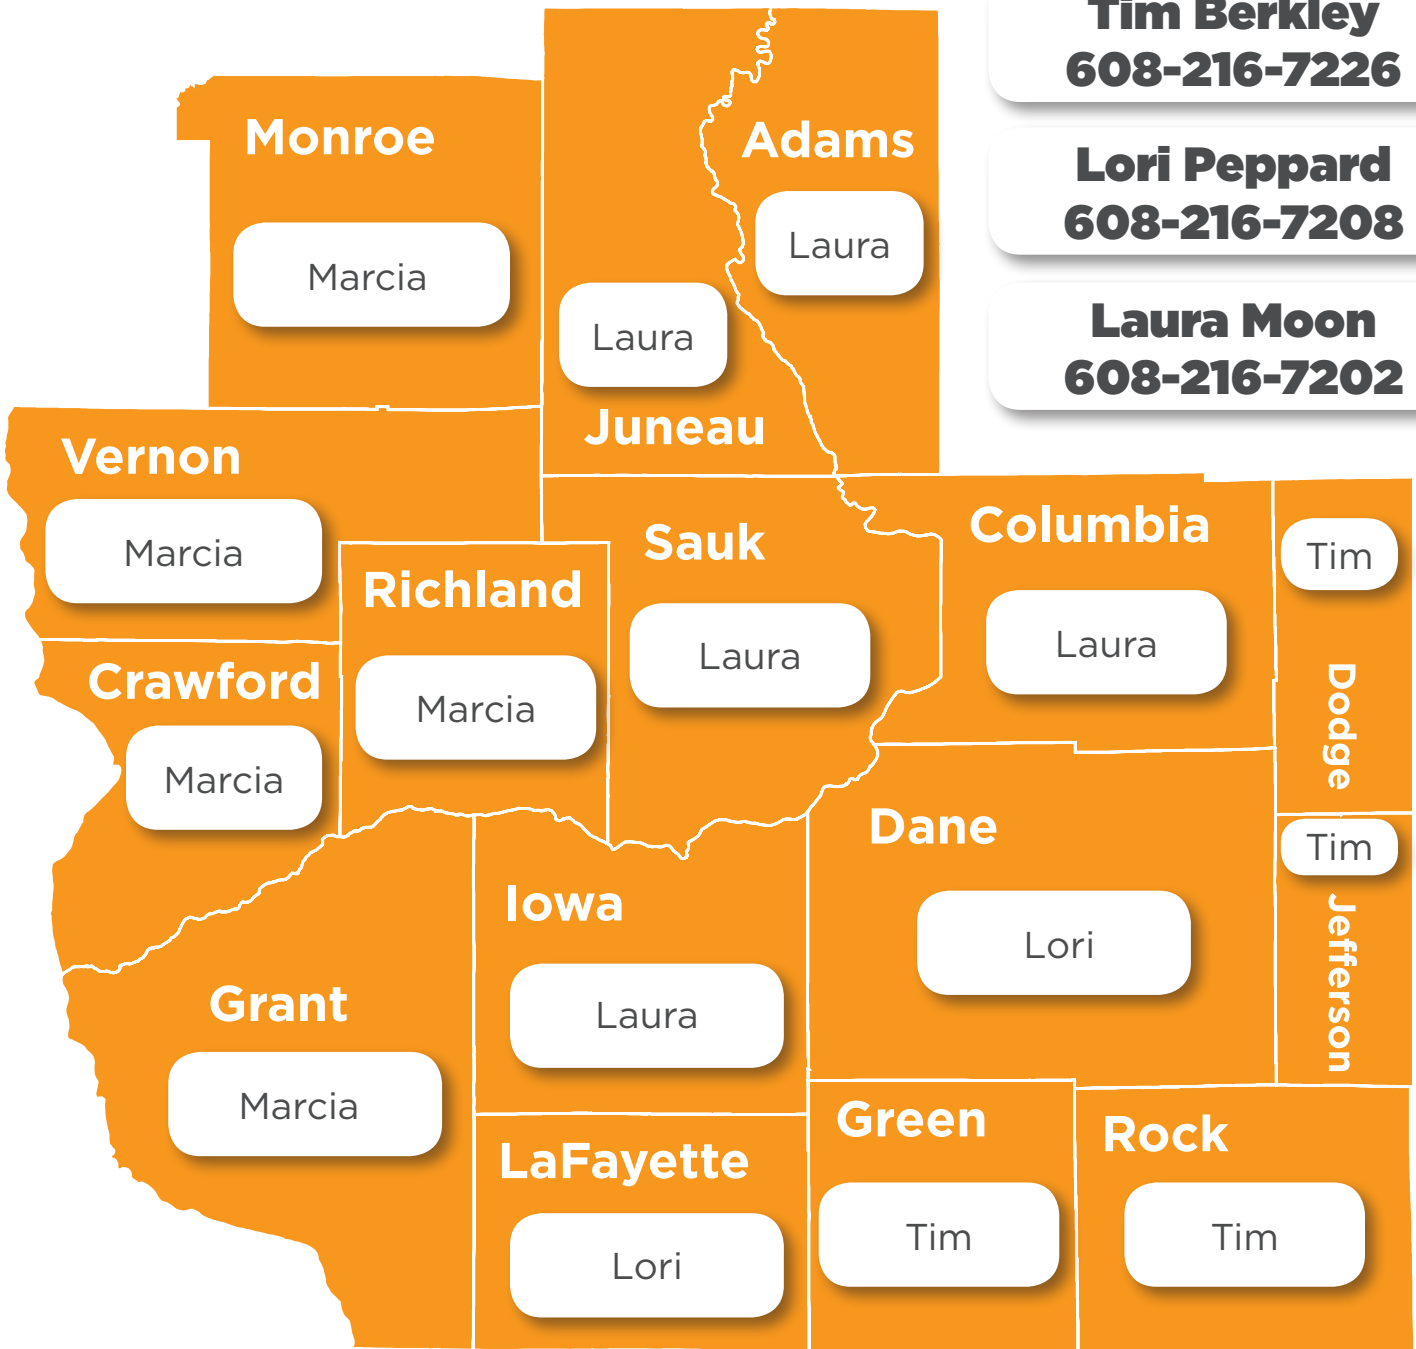 Tim Berkley
608-216-7226
Lori Peppard
608-216-7208
Laura Moon
608-216-7202
Monroe
Marcia
Adams
Laura
Laura
Juneau
Vernon
Marcia
Richland
Marcia
Sauk
Laura
Columbia
Laura
Tim
Dodge
Crawford
Marcia
Dane
Lori
Tim
Jefferson
Iowa
Laura
Grant
Marcia
LaFayette
Lori
Green
Tim
Rock
Tim